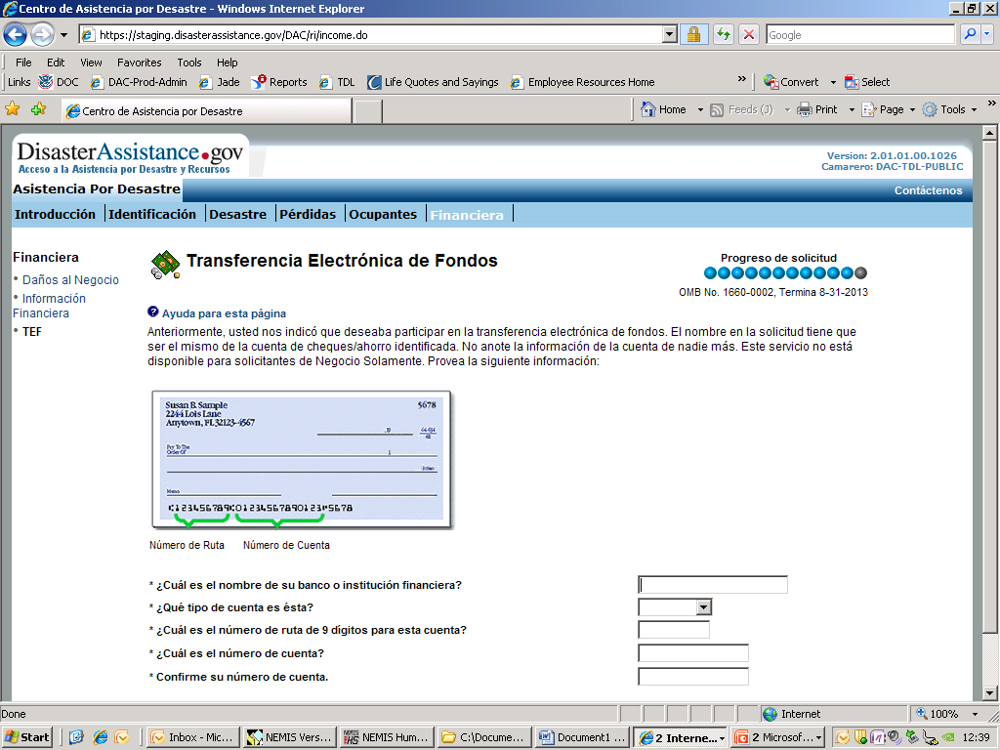 Centro de Asistencia por Desastre - Windows Internet Explorer
https://staging.disasterassistance.gov/DAC/ri/income.do
Google
File Edit View Favorites Tools Help
Links DOC DAC-Prod-Admin Jade Reports TDL Life Quotes and Sayings Employee Resources Home » Convert Select
Centro de Asistencia por Desastre Home Feeds (J) Print Page Tools »
DisasterAssistance.gov
Acceso a la Asistencia por Desastre y Recursos
Version: 2.01.01.00.1026
Camarero: DAC-TDL-PUBLIC
Asistencia Por Desastre Contáctenos
Introducción Identificación Desastre Pérdidas Ocupantes Financiera
Financiera
• Daños al Negocio
• Información
Financiera
• TEF
Transferencia Electrónica de Fondos
Progreso de solicitud
OMB No. 1660-0002, Termina 8-31-2013
? Ayuda para esta página
Anteriormente, usted nos indicó que deseaba participar en la transferencia electrónica de fondos. El nombre en la solicitud tiene que
ser el mismo de la cuenta de cheques/ahorro identificada. No anote la información de la cuenta de nadie más. Este servicio no está
disponible para solicitantes de Negocio Solamente. Provea la siguiente información:
Susan B. Sample 5678
2244 Lois Lane
Anytown, FL 32123-4567
Pay To The
Order Of
Memo
123456789 01234567890123 5678
Número de Ruta Número de Cuenta
* ¿Cuál es el nombre de su banco o institución financiera?
* ¿Qué tipo de cuenta es ésta?
* ¿Cuál es el número de ruta de 9 dígitos para esta cuenta?
* ¿Cuál es el número de cuenta?
* Confirme su número de cuenta.
Done Internet 100%
Start Inbox - Mic... NEMIS Vers... NEMIS Hum... C:\Docume... Document1 ... 2 Interne... 2 Microsof... 12:39